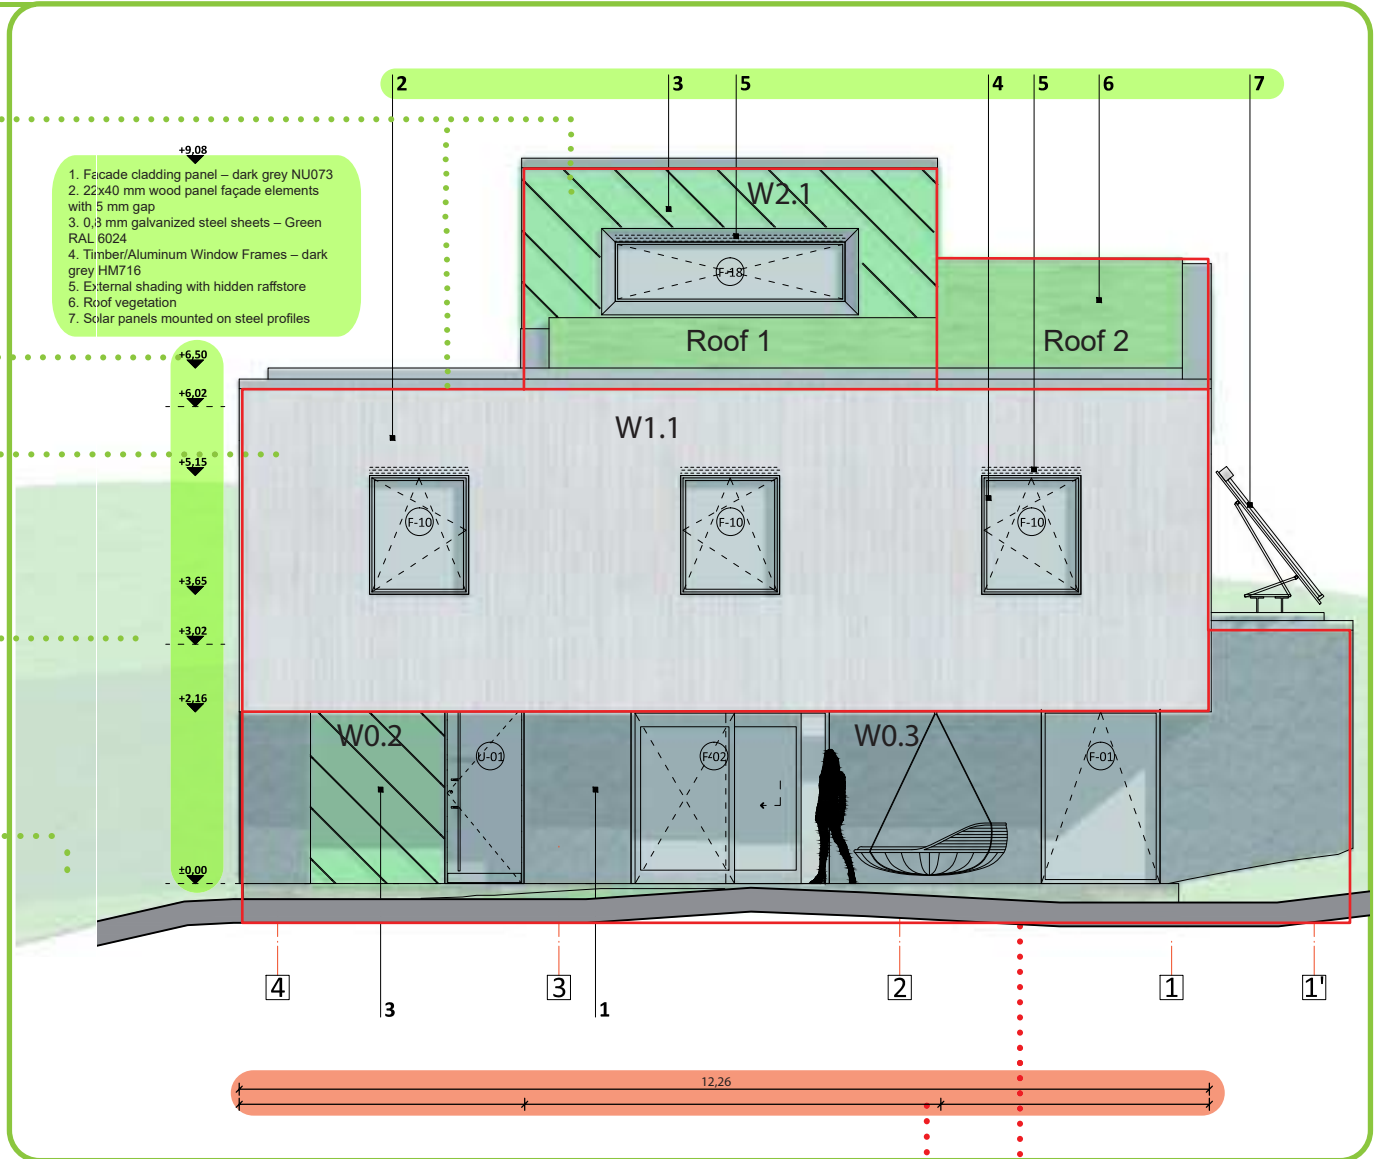 2 3 5 4 5 6 7
+9,08
1. Facade cladding panel – dark grey NU073
2. 22x40 mm wood panel façade elements
with 5 mm gap
3. 0,8 mm galvanized steel sheets – Green
RAL 6024
4. Timber/Aluminum Window Frames – dark
grey HM716
5. External shading with hidden raffstore
6. Roof vegetation
7. Solar panels mounted on steel profiles
W2.1
F-18
Roof 1 Roof 2
+6,50
+6,02
W1.1
+5,15
F-10 F-10 F-10
+3,65
+3,02
+2,16
W0.2 W0.3
U-01 F-02 F-01
±0,00
4 3 2 1 1'
3 1
12,26